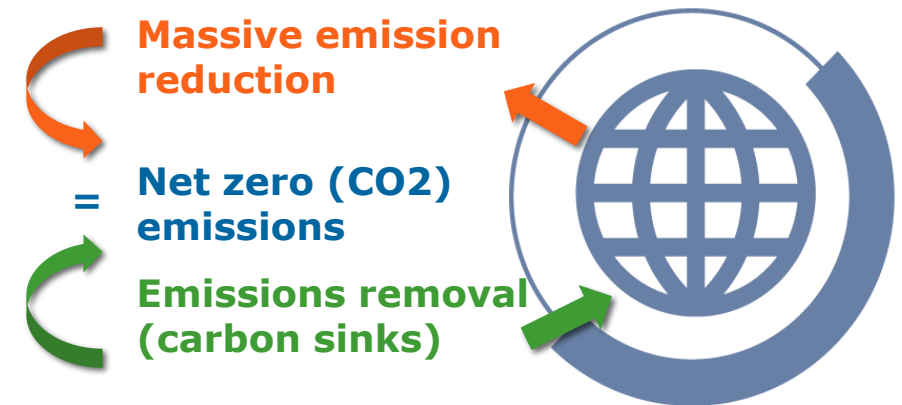 Massive emission
reduction
= Net zero (CO2)
emissions
Emissions removal
(carbon sinks)